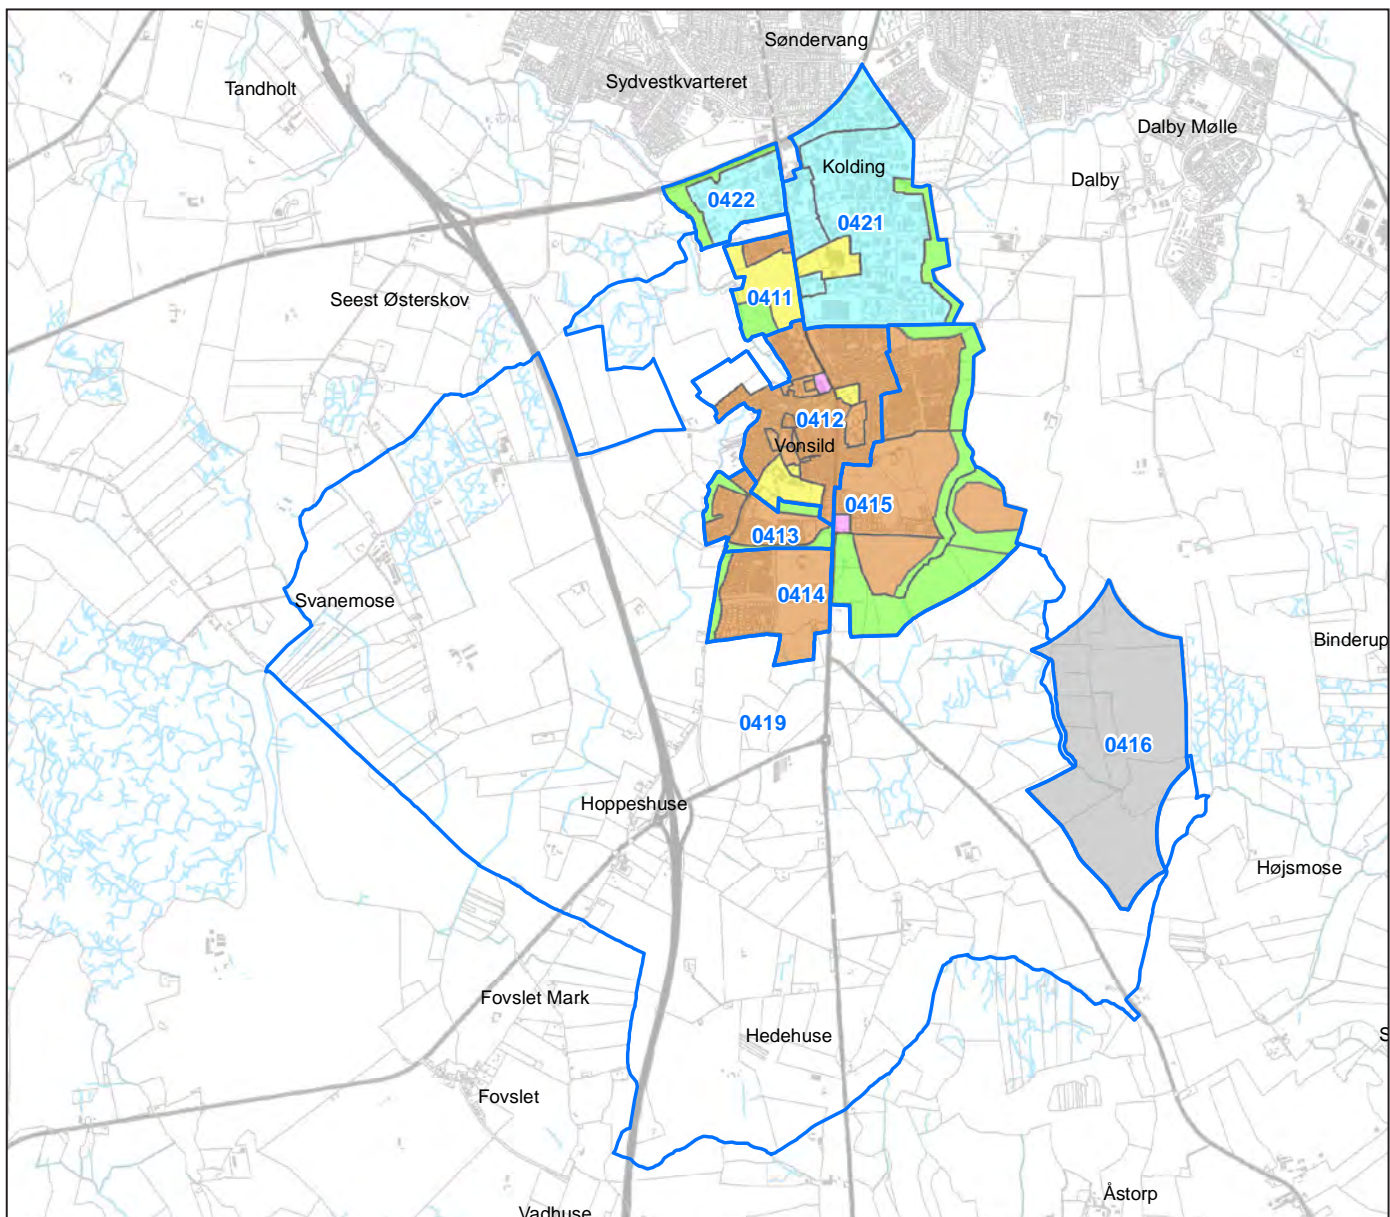 Søndervang
Sydvestkvarteret
Tandholt
Dalby Mølle
Kolding
Dalby
0422
0421
Seest Østerskov
0411
0412
Vonsild
0415
0413
0414
Svanemose
Binderup
0419
0416
Hoppeshuse
Højsmose
Fovslet Mark
Hedehuse
S
Fovslet
Åstorp
Vadhuse